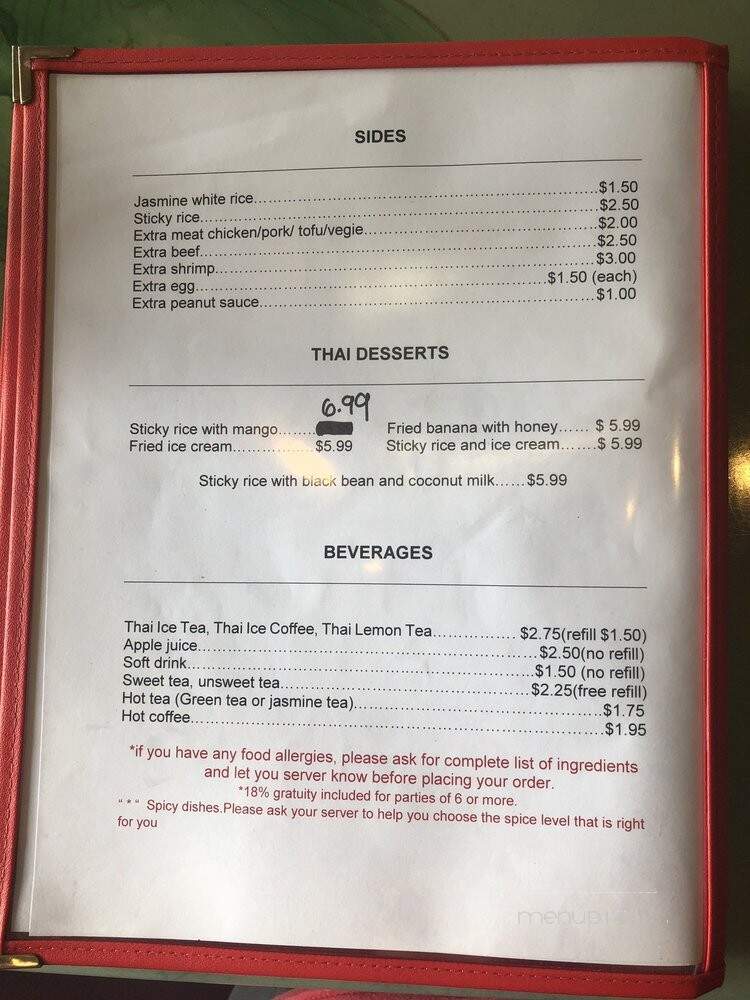 SIDES
Jasmine white rice.....$1.50
Sticky rice.....$2.50
Extra meat chicken/pork/ tofu/vegie.....$2.00
Extra beef.....$2.50
Extra shrimp.....$3.00
Extra egg.....$1.50 (each)
Extra peanut sauce.....$1.00
THAI DESSERTS
6.99
Sticky rice with mango........ Fried banana with honey...... $ 5.99
Fried ice cream.....$5.99 Sticky rice and ice cream.......$ 5.99
Sticky rice with black bean and coconut milk......$5.99
BEVERAGES
Thai Ice Tea, Thai Ice Coffee, Thai Lemon Tea..... $2.75(refill $1.50)
Apple juice.....$2.50(no refill)
Soft drink.....$1.50 (no refill)
Sweet tea, unsweet tea.....$2.25(free refill)
Hot tea (Green tea or jasmine tea).....$1.75
Hot coffee.....$1.95
*if you have any food allergies, please ask for complete list of ingredients
and let you server know before placing your order.
*18% gratuity included for parties of 6 or more.
"*" Spicy dishes.Please ask your server to help you choose the spice level that is right
for you